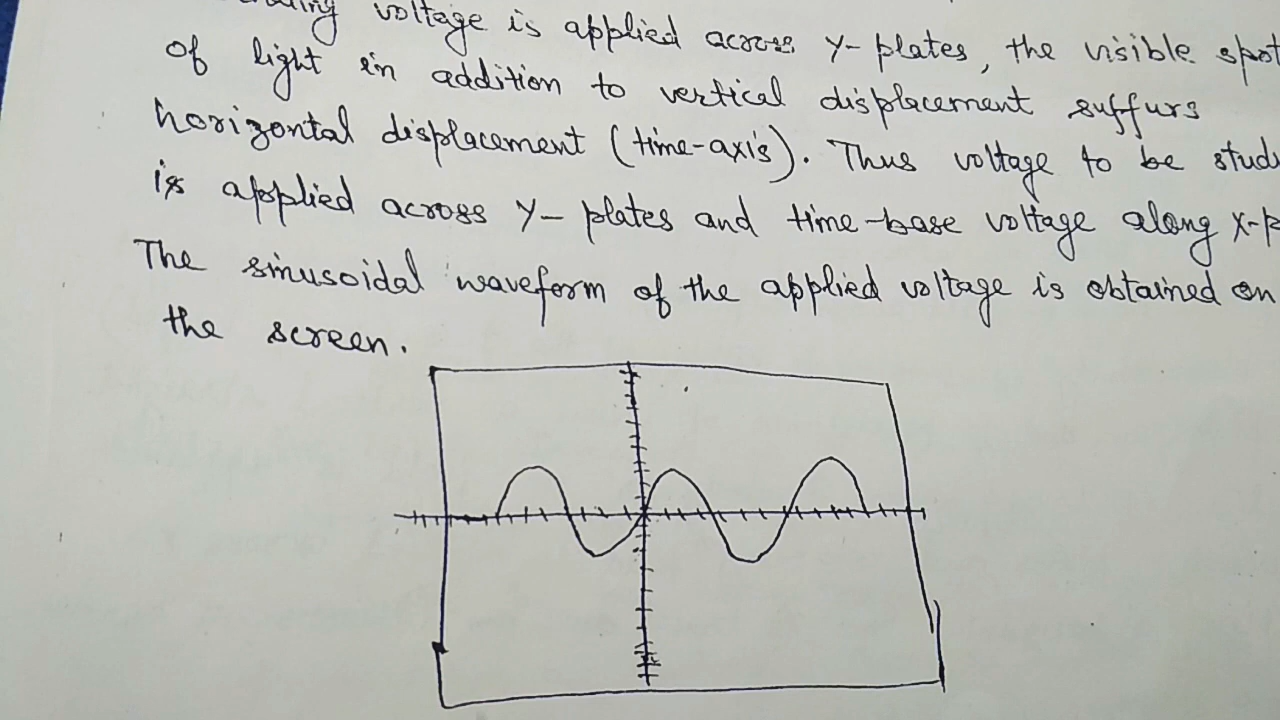 voltage is applied across Y-plates, the visible spot
of light in addition to vertical displacement suffurs
horizontal displacement (time-axis). Thus voltage to be
is applied across Y-plates and time-base voltage along
The sinusoidal waveform of the applied voltage is obtained on
the screen.